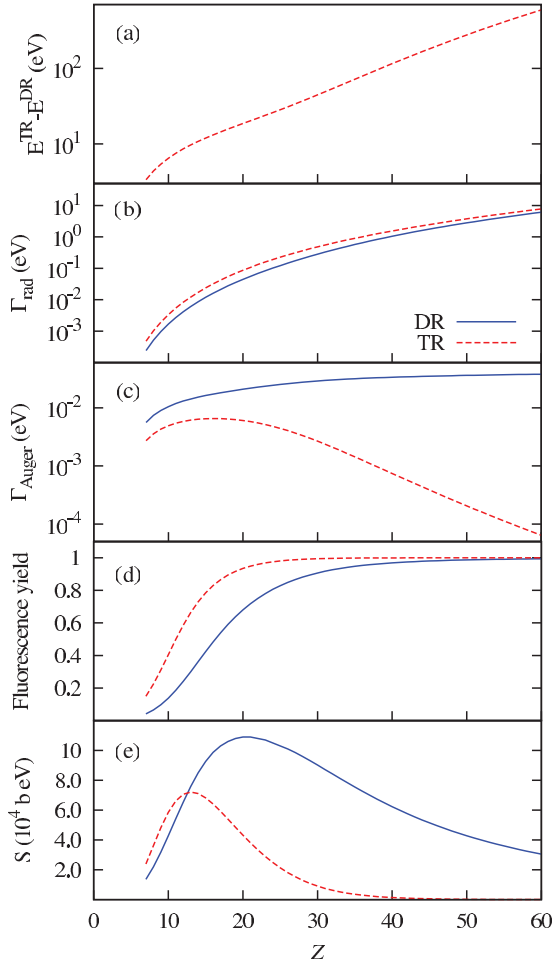 (a)
E^TR-E^DR (eV)
10^2
10^1
(b)
Γ_rad (eV)
10^1
10^0
10^-1
10^-2
10^-3
DR
TR
(c)
Γ_Auger (eV)
10^-2
10^-3
10^-4
(d)
Fluorescence yield
1
0.8
0.6
0.4
0.2
(e)
S (10^4 b eV)
10
8.0
6.0
4.0
2.0
0 10 20 30 40 50 60
Z